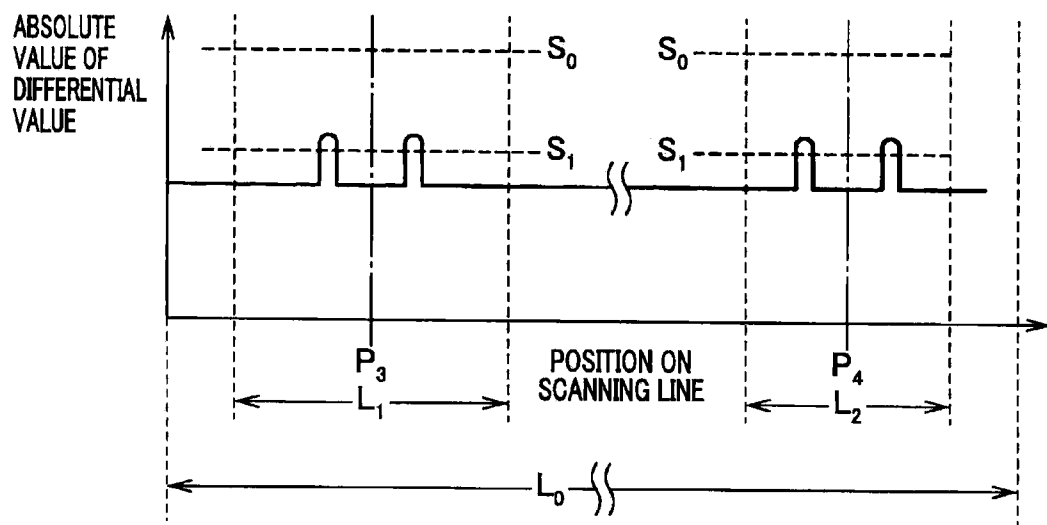 ABSOLUTE
VALUE OF
DIFFERENTIAL
VALUE
S₀
S₀
S₁
S₁
P₃
POSITION ON
SCANNING LINE
P₄
L₁
L₂
L₀